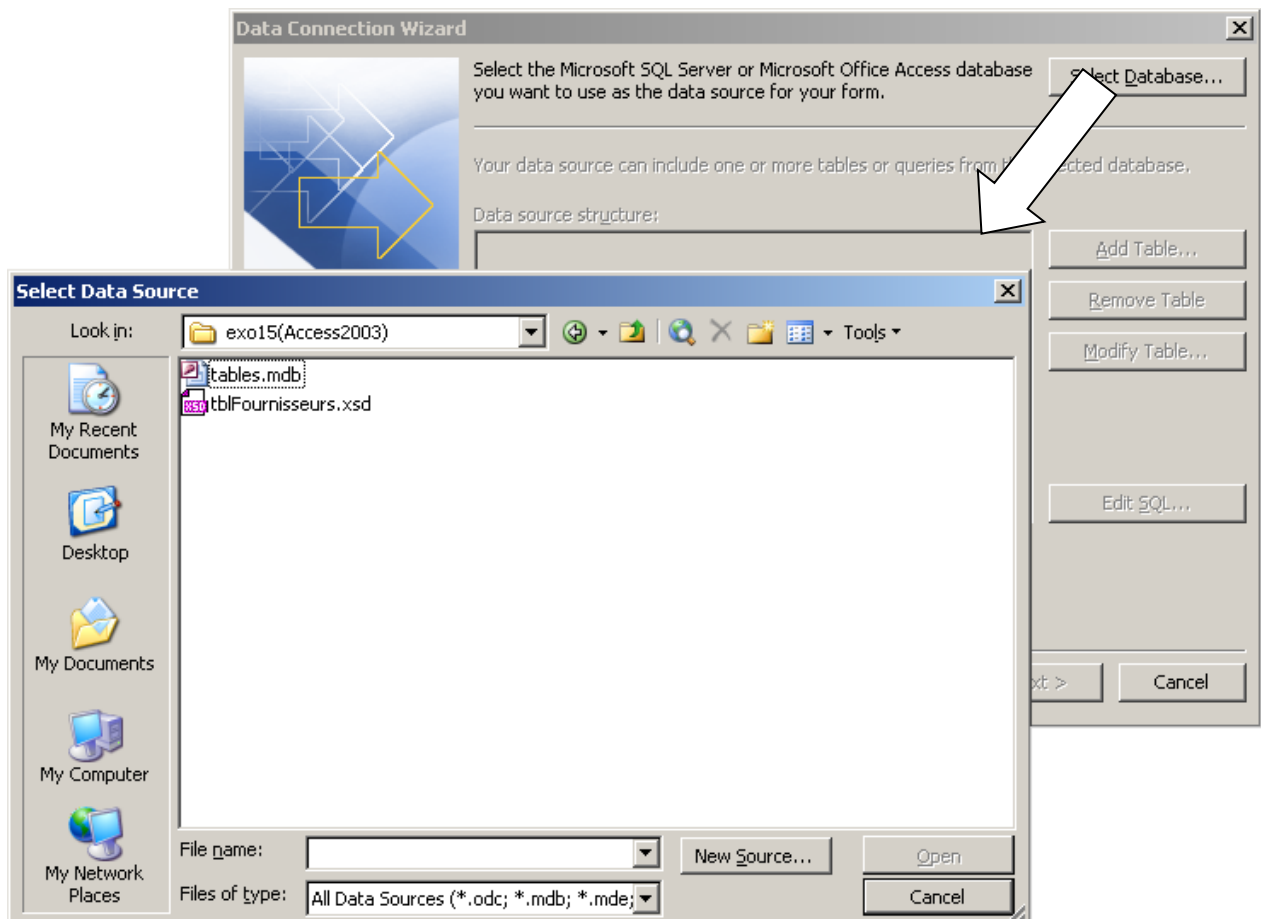 Data Connection Wizard
Select the Microsoft SQL Server or Microsoft Office Access database
you want to use as the data source for your form.
Database...
Your data source can include one or more tables or queries from
database.
Data source structure:
Add Table...
Remove Table
Modify Table...
Edit SQL...
Cancel
Select Data Source
Look in:
exo15(Access2003)
Tools
tables.mdb
tblFournisseurs.xsd
My Recent
Documents
Desktop
My Documents
My Computer
My Network
Places
File name:
New Source...
Open
Files of type:
All Data Sources (*.odc; *.mdb; *.mde;
Cancel